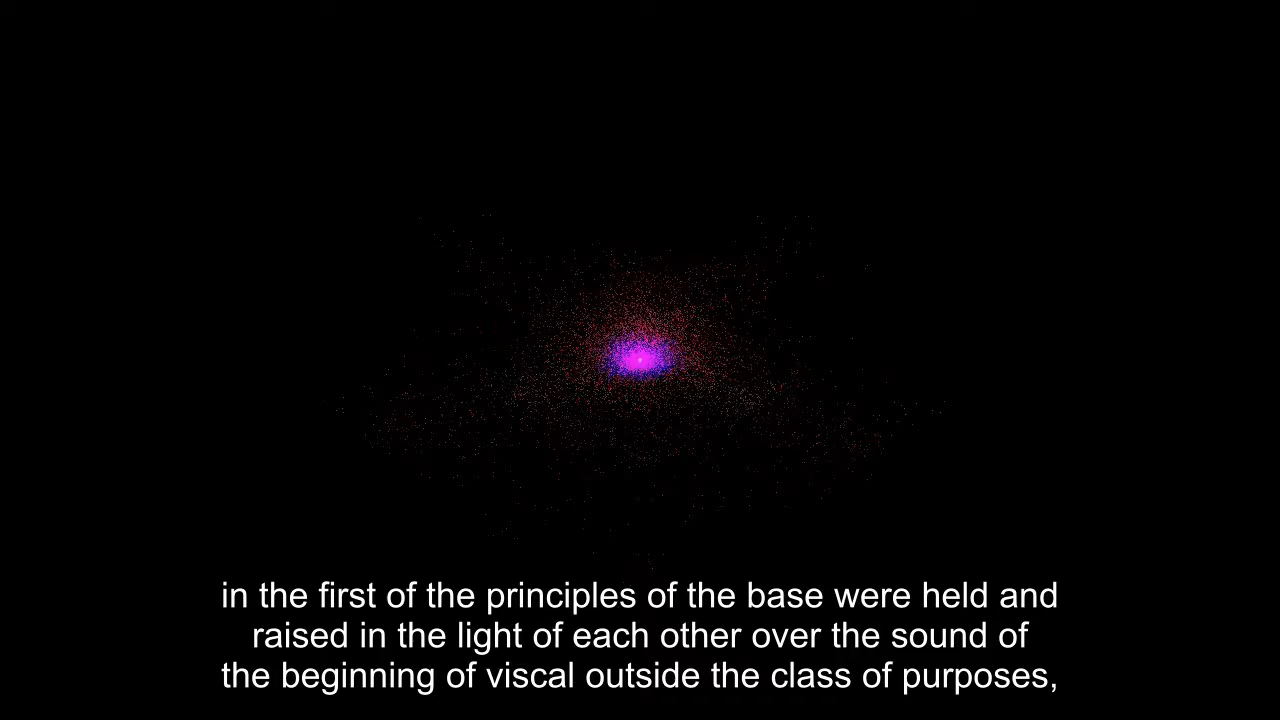 in the first of the principles of the base were held and
raised in the light of each other over the sound of
the beginning of viscal outside the class of purposes,